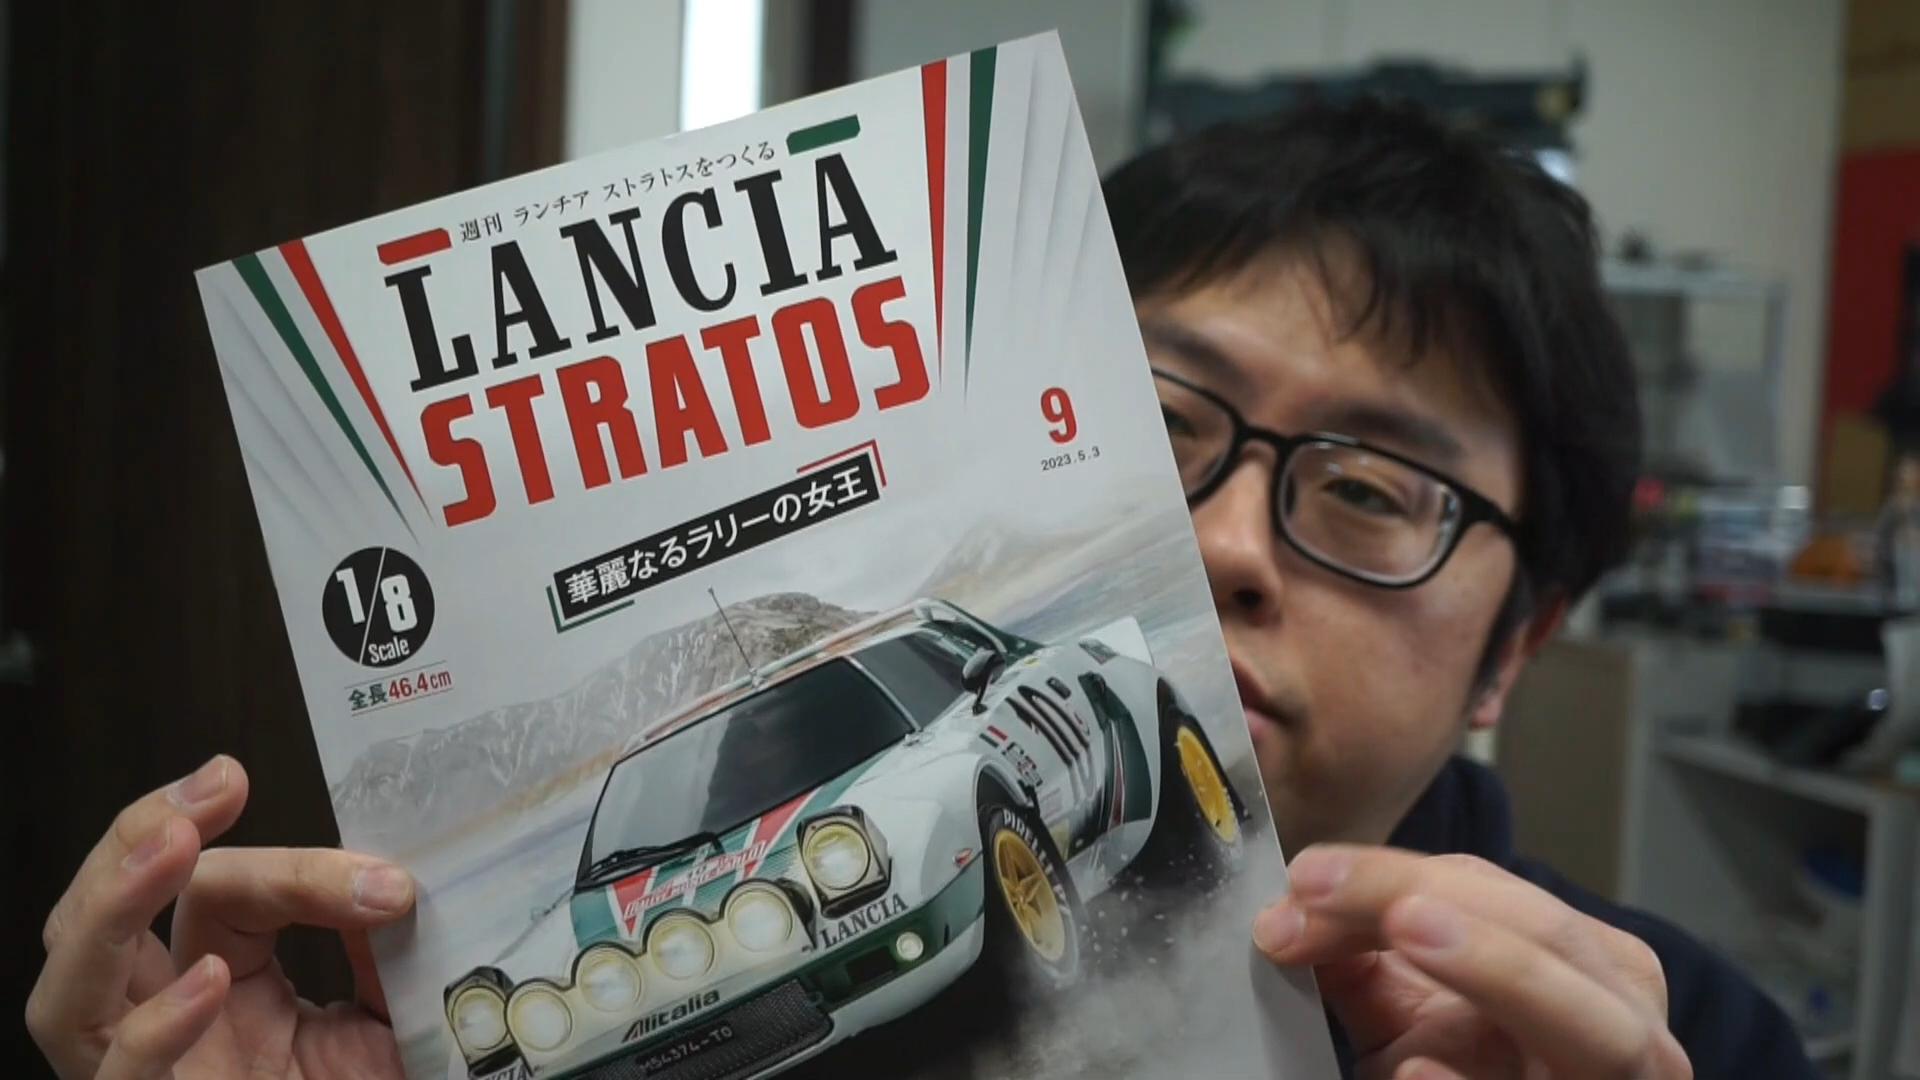 週刊 ランチア ストラトスをつくる
LANCIA
STRATOS
9
2023.5.3
華麗なるラリーの女王
1/8
Scale
全長46.4cm
10
PIRELLI
LANCIA
Alitalia
LANCIA